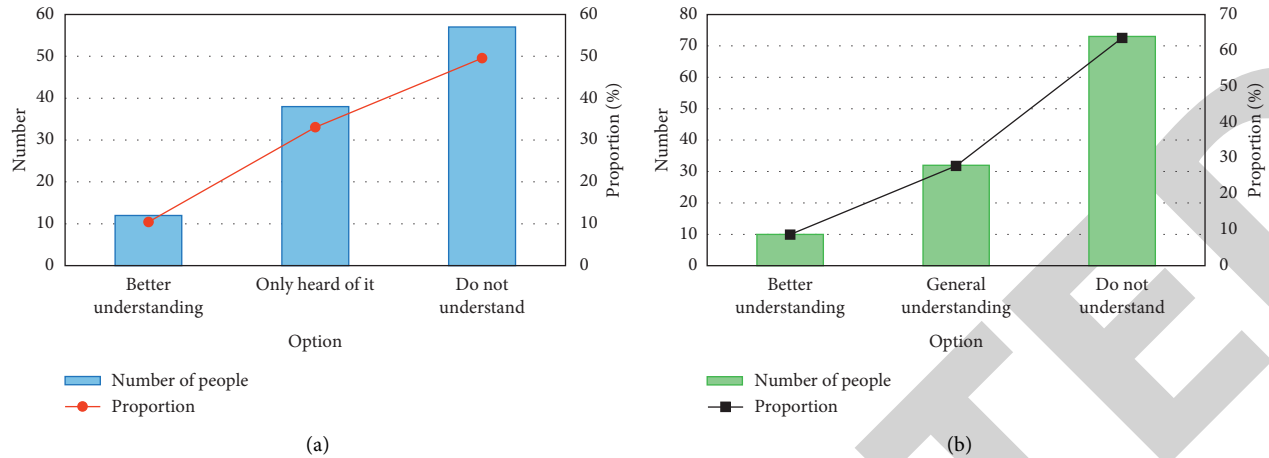 60
50
40
30
20
10
0
Number
60
50
40
30
20
10
0
Proportion (%)
Better
understanding
Only heard of it
Do not
understand
Option
Number of people
Proportion
(a)
80
70
60
50
40
30
20
10
0
Number
70
60
50
40
30
20
10
0
Proportion (%)
Better
understanding
General
understanding
Do not
understand
Option
Number of people
Proportion
(b)